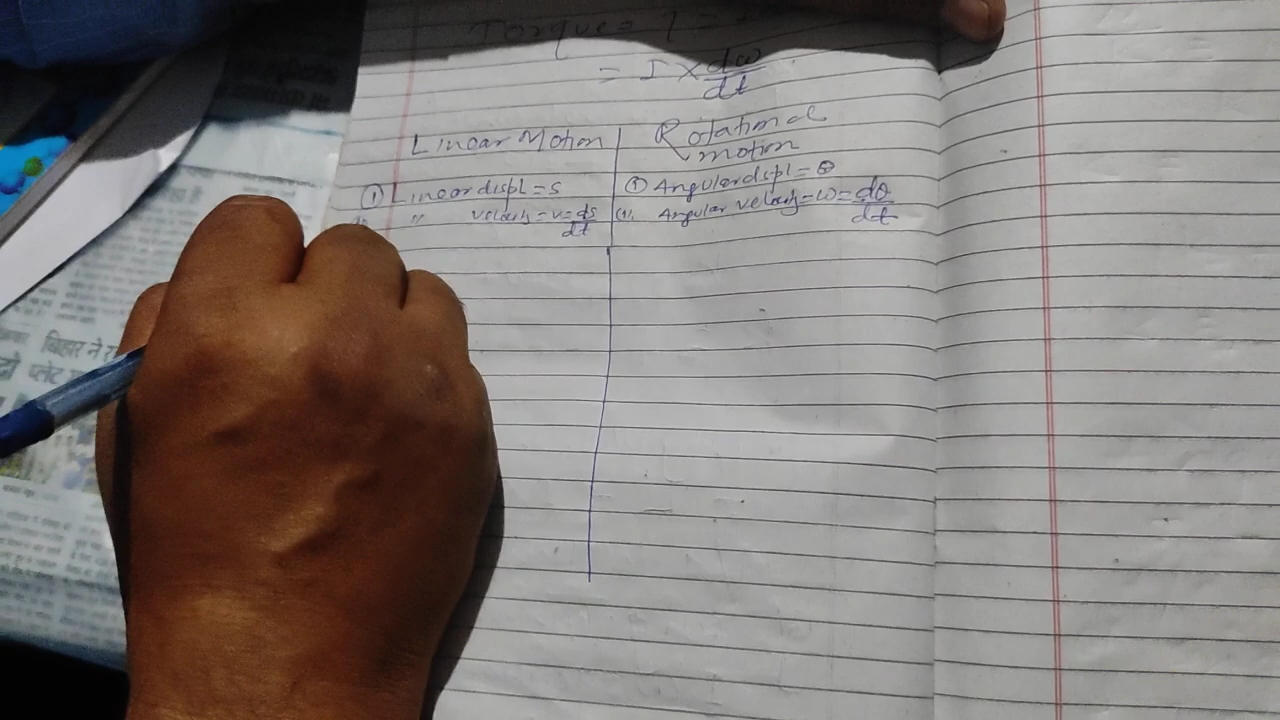 Torque = τ =
= I × dω/dt
Linear Motion | Rotational motion
① Linear displ = s | ① Angular displ = θ
" velocity = v = ds/dt | (ii) Angular velocity = ω = dθ/dt
बिहार ने
प्लेट